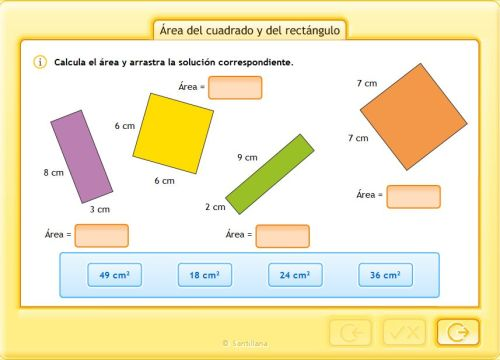 Área del cuadrado y del rectángulo
i Calcula el área y arrastra la solución correspondiente.
Área =
7 cm
6 cm
9 cm
7 cm
8 cm
6 cm
Área =
3 cm
2 cm
Área =
Área =
49 cm²
18 cm²
24 cm²
36 cm²
© Santillana